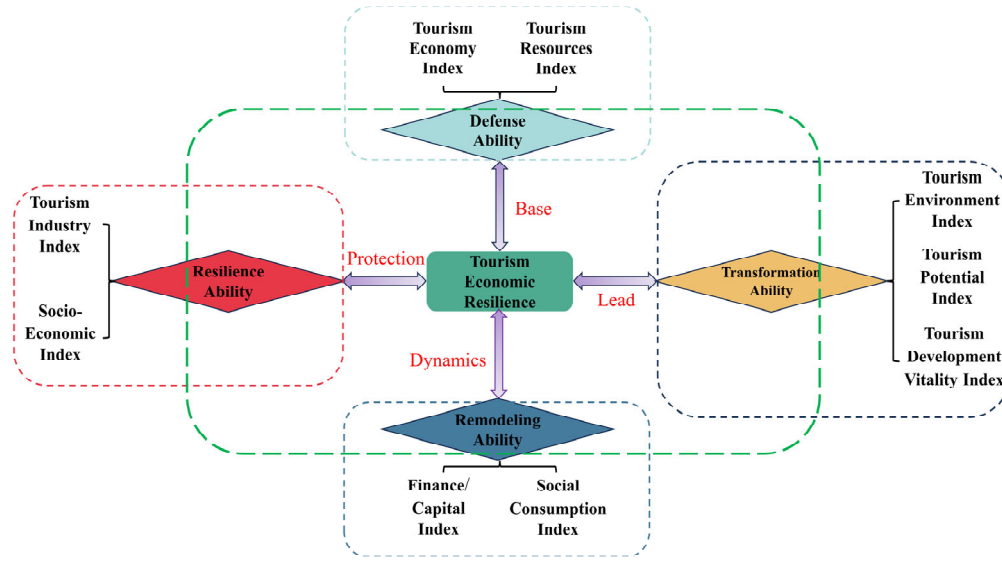 Tourism
Economy
Index
Tourism
Resources
Index
Defense
Ability
Base
Tourism
Industry
Index
Socio-
Economic
Index
Resilience
Ability
Protection
Tourism
Economic
Resilience
Lead
Transformation
Ability
Tourism
Environment
Index
Tourism
Potential
Index
Tourism
Development
Vitality Index
Dynamics
Remodeling
Ability
Finance/
Capital
Index
Social
Consumption
Index